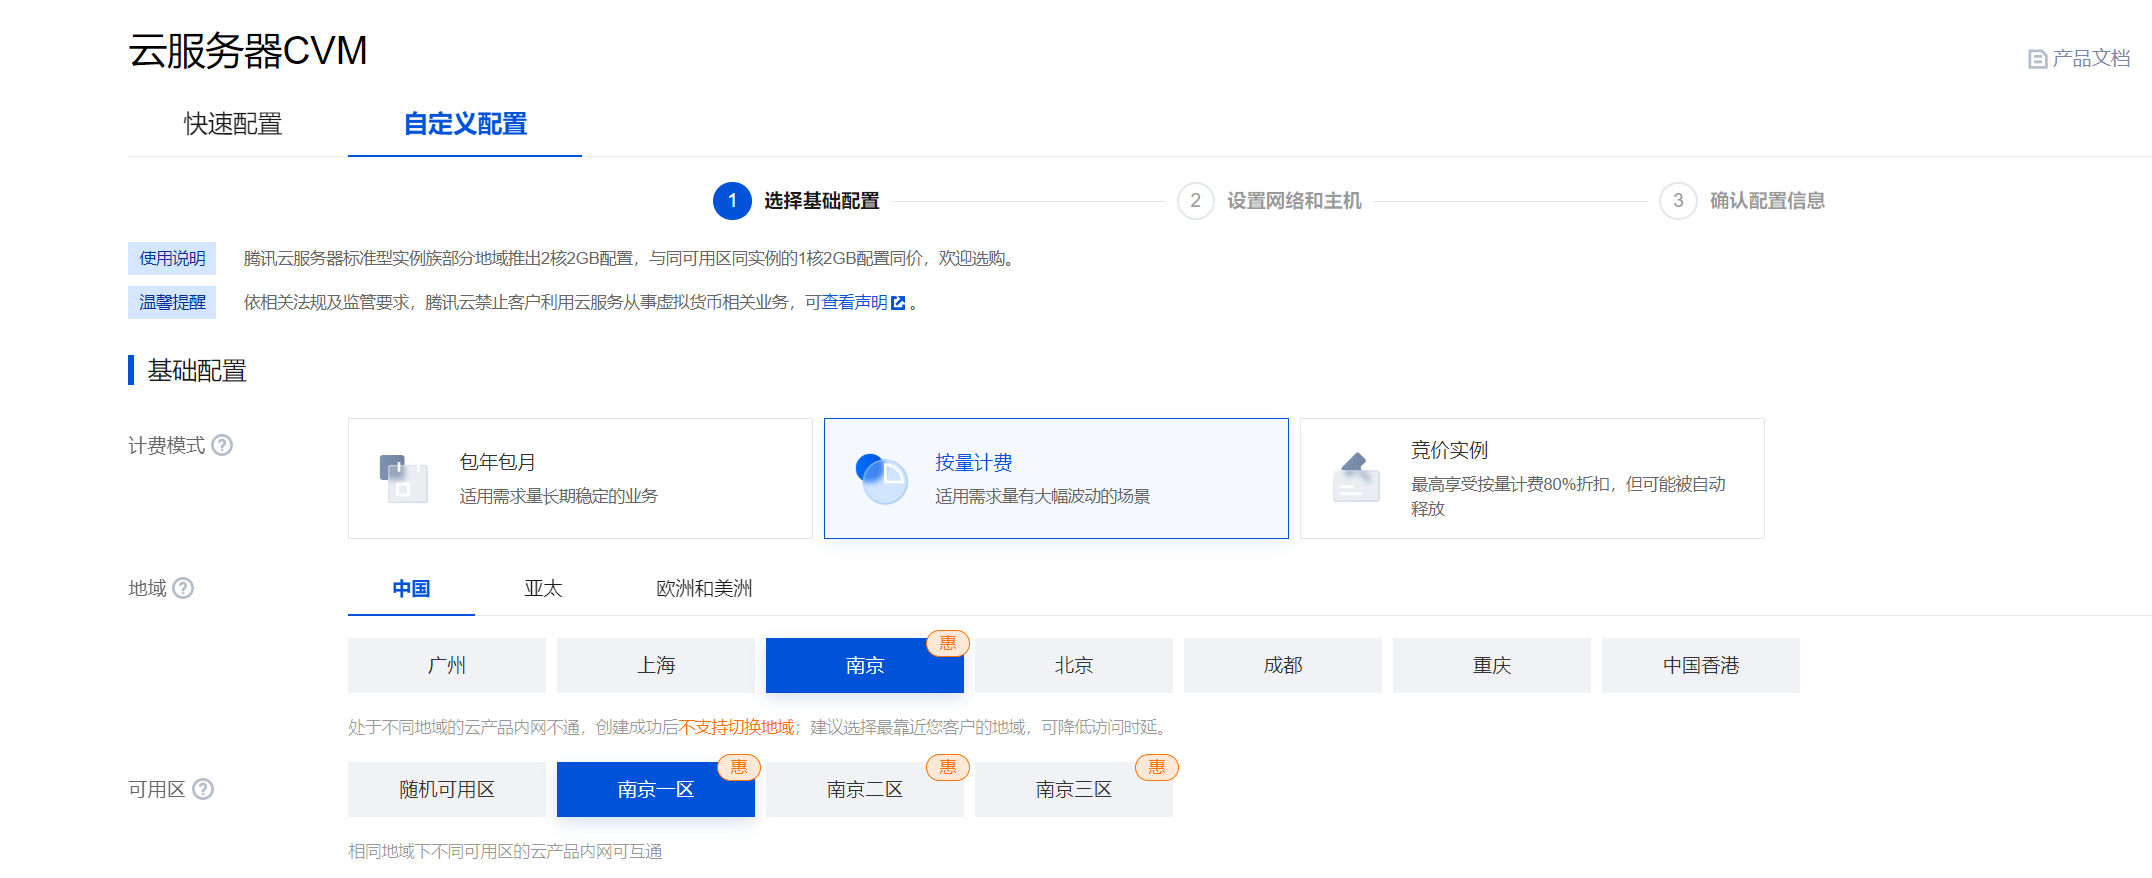 云服务器CVM
产品文档
快速配置
自定义配置
1 选择基础配置
2 设置网络和主机
3 确认配置信息
使用说明 腾讯云服务器标准型实例族部分地域推出2核2GB配置，与同可用区同实例的1核2GB配置同价，欢迎选购。
温馨提醒 依相关法规及监管要求，腾讯云禁止客户利用云服务从事虚拟货币相关业务，可查看声明。
基础配置
计费模式 ?
包年包月
适用需求量长期稳定的业务
按量计费
适用需求量有大幅波动的场景
竞价实例
最高享受按量计费80%折扣，但可能被自动
释放
地域 ?
中国 亚太 欧洲和美洲
广州 上海 南京 惠 北京 成都 重庆 中国香港
处于不同地域的云产品内网不通，创建成功后不支持切换地域；建议选择最靠近您客户的地域，可降低访问时延。
可用区 ?
随机可用区 南京一区 惠 南京二区 惠 南京三区 惠
相同地域下不同可用区的云产品内网可互通